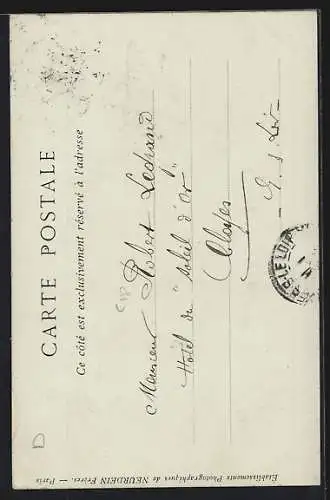 CARTE POSTALE
Ce côté est exclusivement réservé à l'adresse
D
Monsieur Robert Legrand
Hôtel du "Soleil d'Or"
Cloyes
E. & Loir
Etablissements Photographiques de NEURDEIN Frères. — Paris